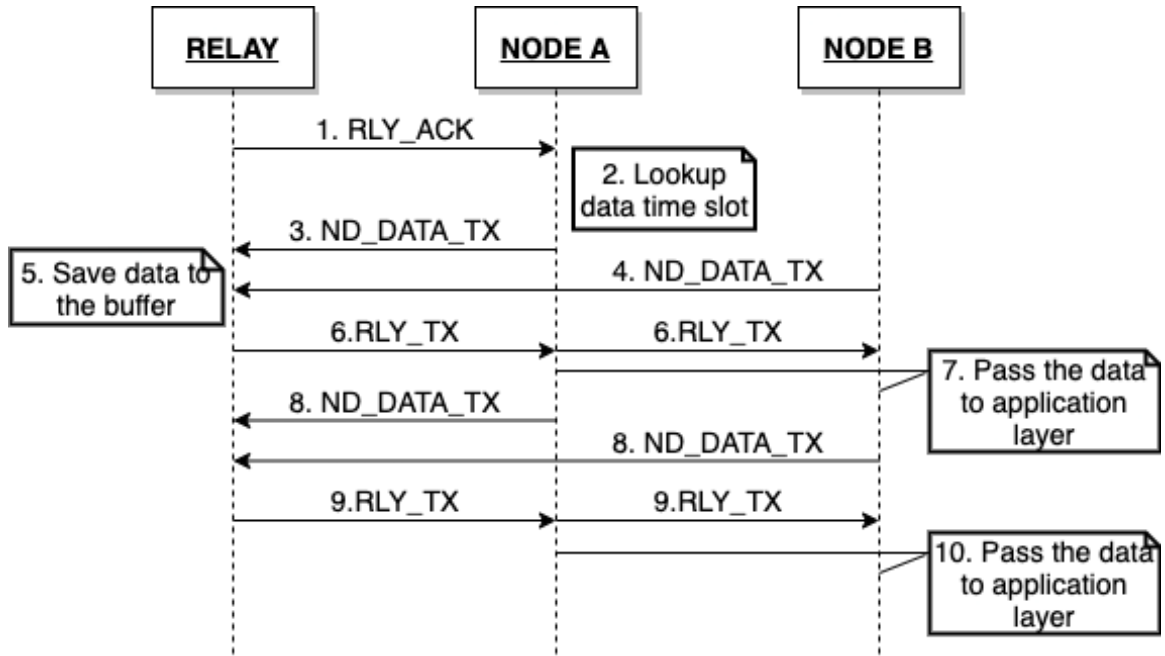 RELAY
NODE A
NODE B
1. RLY_ACK
2. Lookup
data time slot
3. ND_DATA_TX
4. ND_DATA_TX
5. Save data to
the buffer
6.RLY_TX
6.RLY_TX
7. Pass the data
to application
layer
8. ND_DATA_TX
8. ND_DATA_TX
9.RLY_TX
9.RLY_TX
10. Pass the data
to application
layer